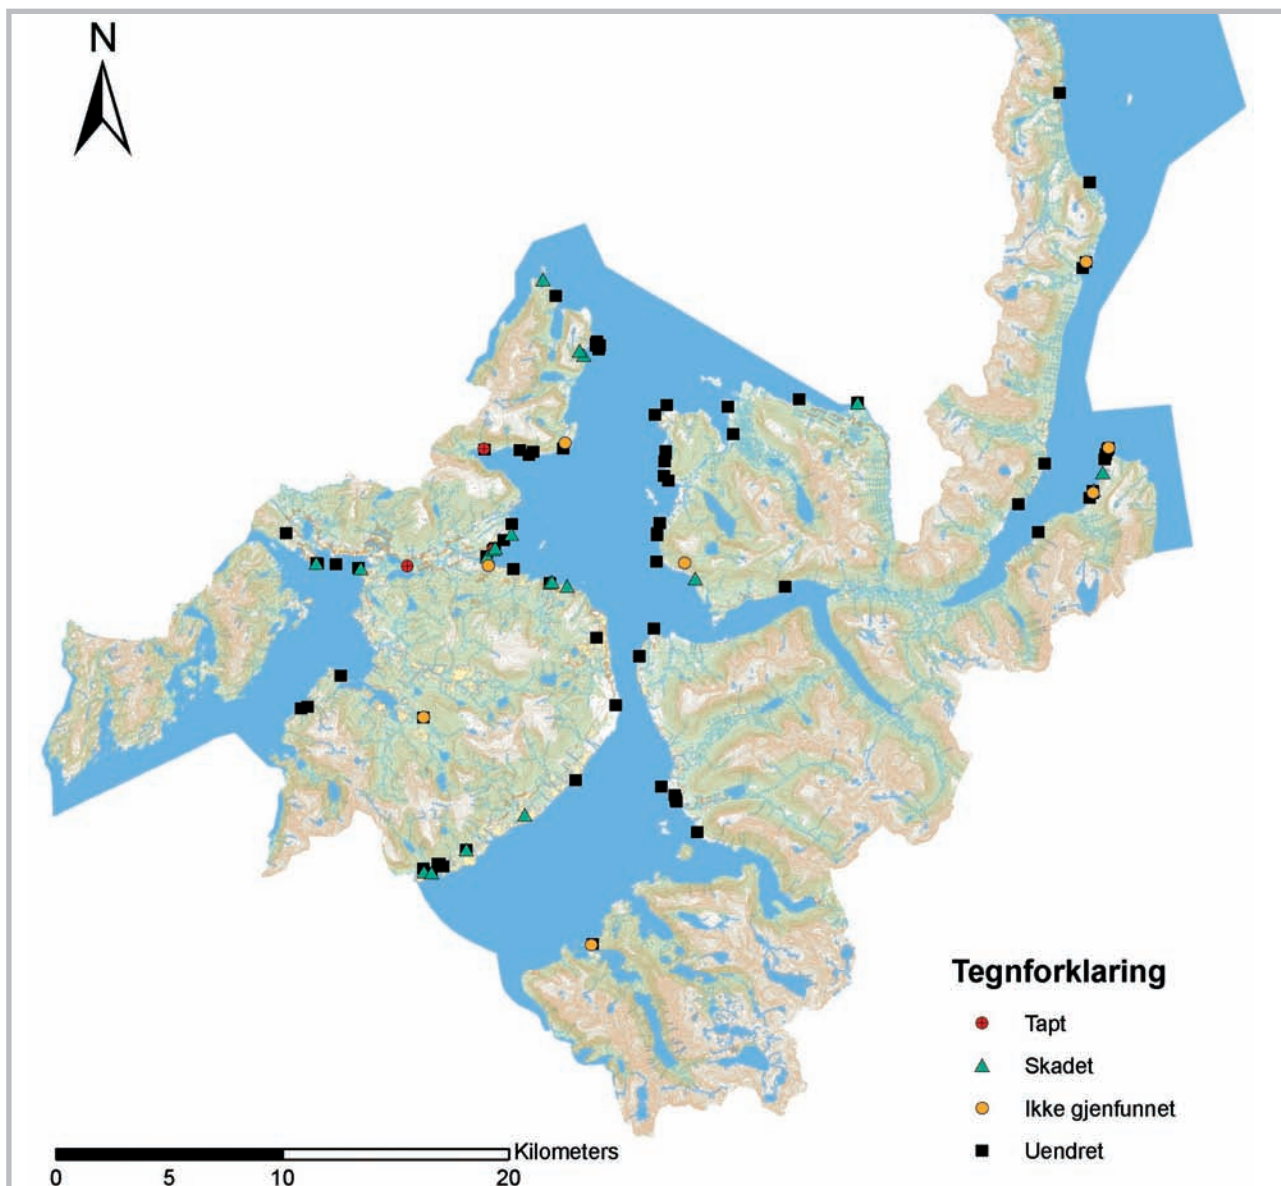 N
Tegnforklaring
Tapt
Skadet
Ikke gjenfunnet
Uendret
Kilometers
0 5 10 20